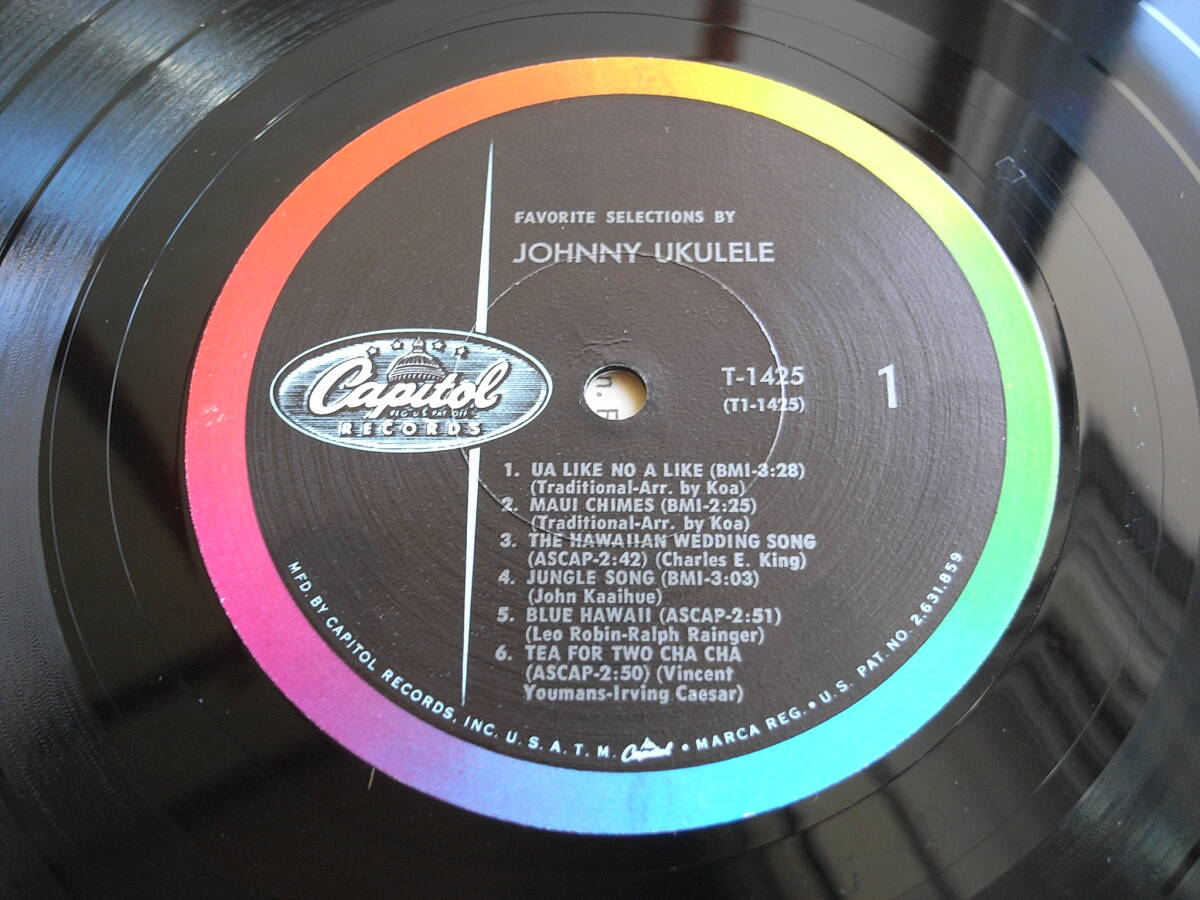 FAVORITE SELECTIONS BY
JOHNNY UKULELE
Capitol
REG. U.S. PAT. OFF.
RECORDS
T-1425
(T1-1425)
1
1. UA LIKE NO A LIKE (BMI-3:28)
(Traditional-Arr. by Koa)
2. MAUI CHIMES (BMI-2:25)
(Traditional-Arr. by Koa)
3. THE HAWAIIAN WEDDING SONG
(ASCAP-2:42) (Charles E. King)
4. JUNGLE SONG (BMI-3:03)
(John Kaaihue)
5. BLUE HAWAII (ASCAP-2:51)
(Leo Robin-Ralph Rainger)
6. TEA FOR TWO CHA CHA
(ASCAP-2:50) (Vincent
Youmans-Irving Caesar)
MFD. BY CAPITOL RECORDS, INC. U. S. A. T. M. Capitol • MARCA REG. • U. S. PAT. NO. 2,631,859